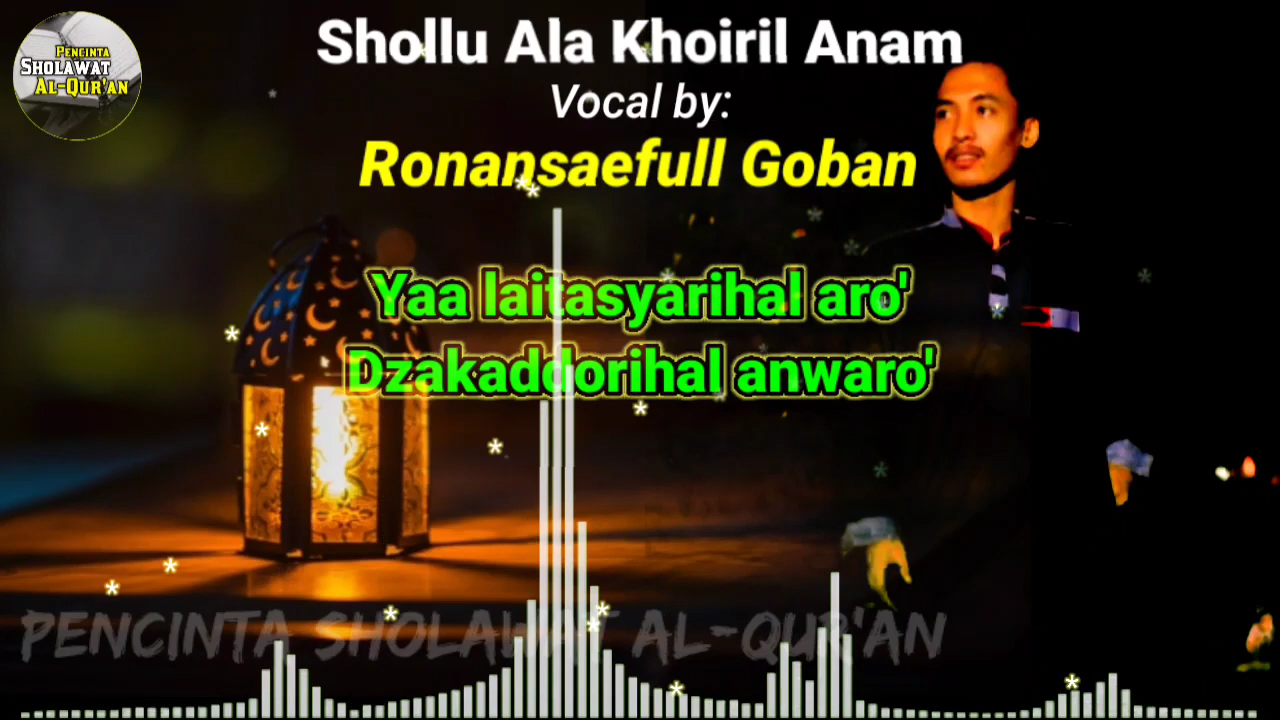 PENCINTA
SHOLAWAT
AL-QUR'AN
Shollu Ala Khoiril Anam
Vocal by:
Ronansaefull Goban
Yaa laitasyarihal aro'
Dzakaddorihal anwaro'
PENCINTA SHOLAWAT AL-QUR'AN